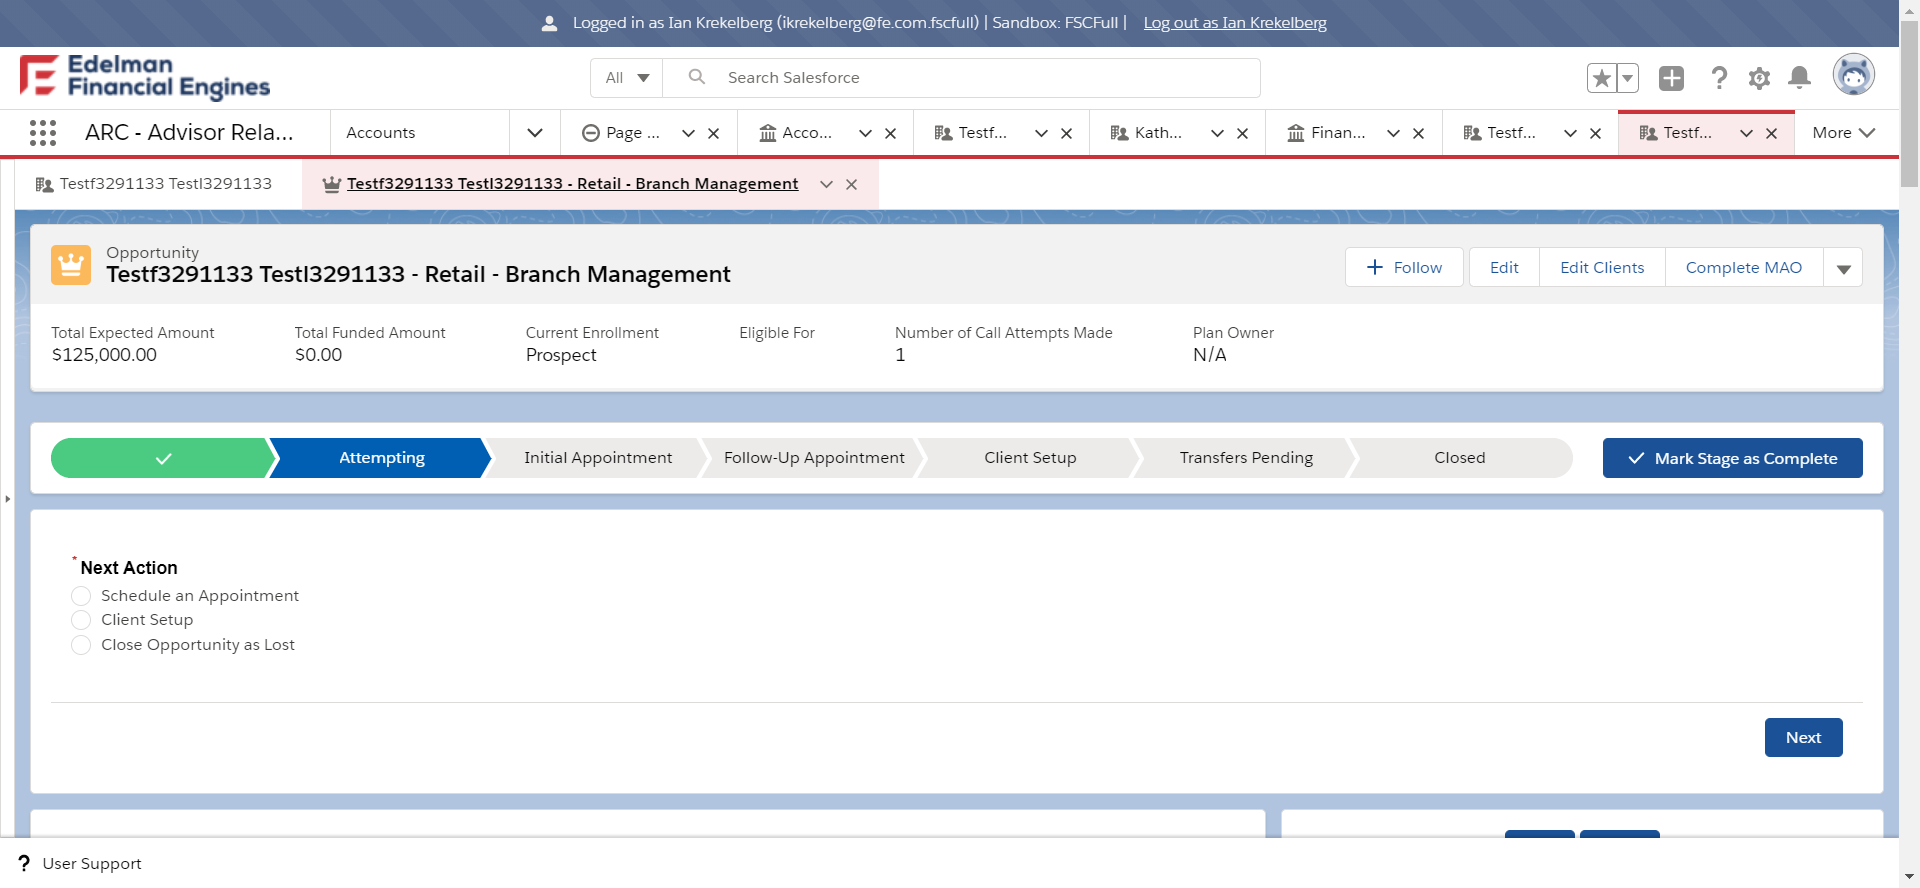 Logged in as Ian Krekelberg (ikrekelberg@fe.com.fscfull) | Sandbox: FSCFull | Log out as Ian Krekelberg
Edelman
Financial Engines
All
Search Salesforce
ARC - Advisor Rela...
Accounts
Page ...
Acco...
Testf...
Kath...
Finan...
Testf...
Testf...
More
Testf3291133 Testl3291133
Testf3291133 Testl3291133 - Retail - Branch Management
Opportunity
Testf3291133 Testl3291133 - Retail - Branch Management
Follow
Edit
Edit Clients
Complete MAO
Total Expected Amount
$125,000.00
Total Funded Amount
$0.00
Current Enrollment
Prospect
Eligible For
Number of Call Attempts Made
1
Plan Owner
N/A
Attempting
Initial Appointment
Follow-Up Appointment
Client Setup
Transfers Pending
Closed
Mark Stage as Complete
* Next Action
Schedule an Appointment
Client Setup
Close Opportunity as Lost
Next
? User Support